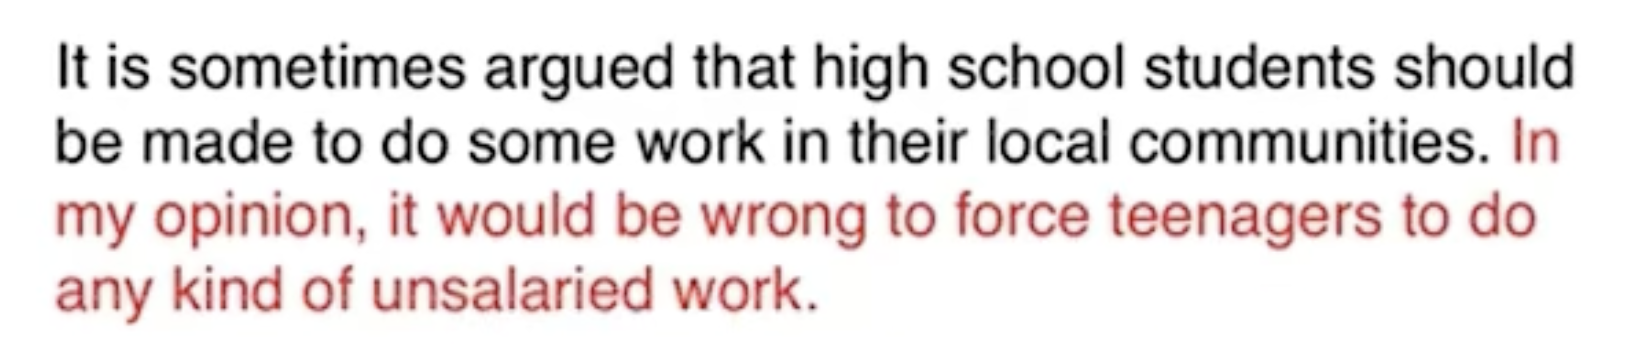 It is sometimes argued that high school students should
be made to do some work in their local communities. In
my opinion, it would be wrong to force teenagers to do
any kind of unsalaried work.